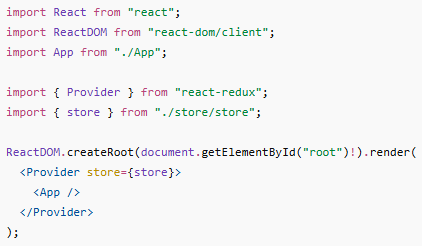 import React from "react";
import ReactDOM from "react-dom/client";
import App from "./App";

import { Provider } from "react-redux";
import { store } from "./store/store";

ReactDOM.createRoot(document.getElementById("root")!).render(
  <Provider store={store}>
    <App />
  </Provider>
);